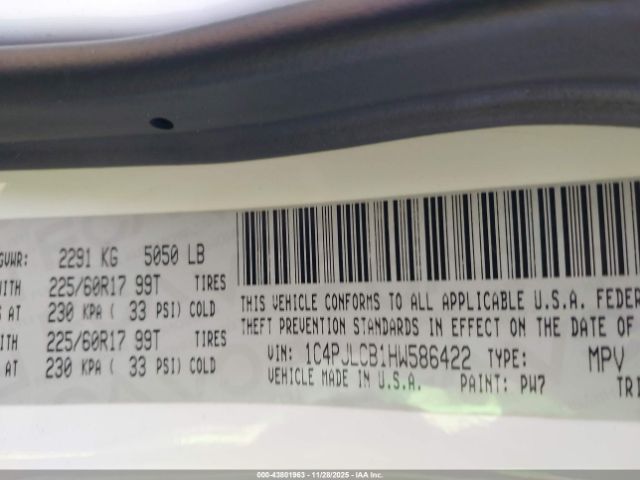 GVWR: 2291 KG 5050 LB
WITH 225/60R17 99T TIRES
AT 230 KPA ( 33 PSI) COLD
WITH 225/60R17 99T TIRES
AT 230 KPA ( 33 PSI) COLD
THIS VEHICLE CONFORMS TO ALL APPLICABLE U.S.A. FEDER
THEFT PREVENTION STANDARDS IN EFFECT ON THE DATE OF
VIN: 1C4PJLCB1HW586422 TYPE: MPV
VEHICLE MADE IN U.S.A. PAINT: PW7 TRI
000-43801963 - 11/28/2025 - IAA Inc.